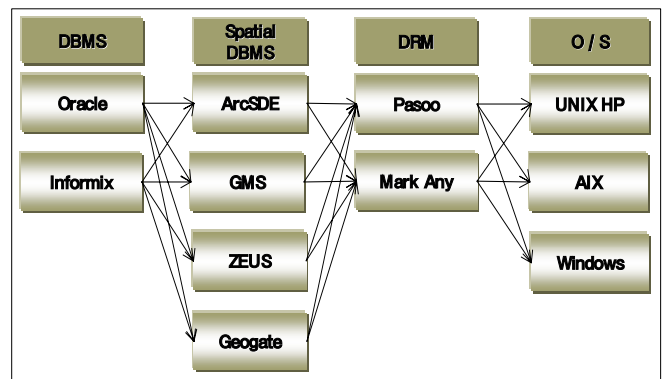 DBMS
Spatial
DBMS
DRM
O / S
Oracle
ArcSDE
Pasoo
UNIX HP
Informix
GMS
Mark Any
AIX
ZEUS
Windows
Geogate